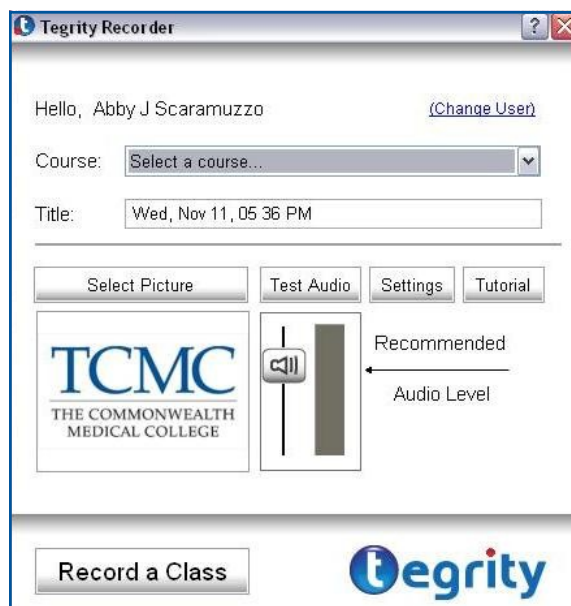 Tegrity Recorder
Hello, Abby J Scaramuzzo (Change User)
Course: Select a course...
Title: Wed, Nov 11, 05 36 PM
Select Picture Test Audio Settings Tutorial
TCMC
THE COMMONWEALTH
MEDICAL COLLEGE
Recommended
Audio Level
Record a Class
tegrity